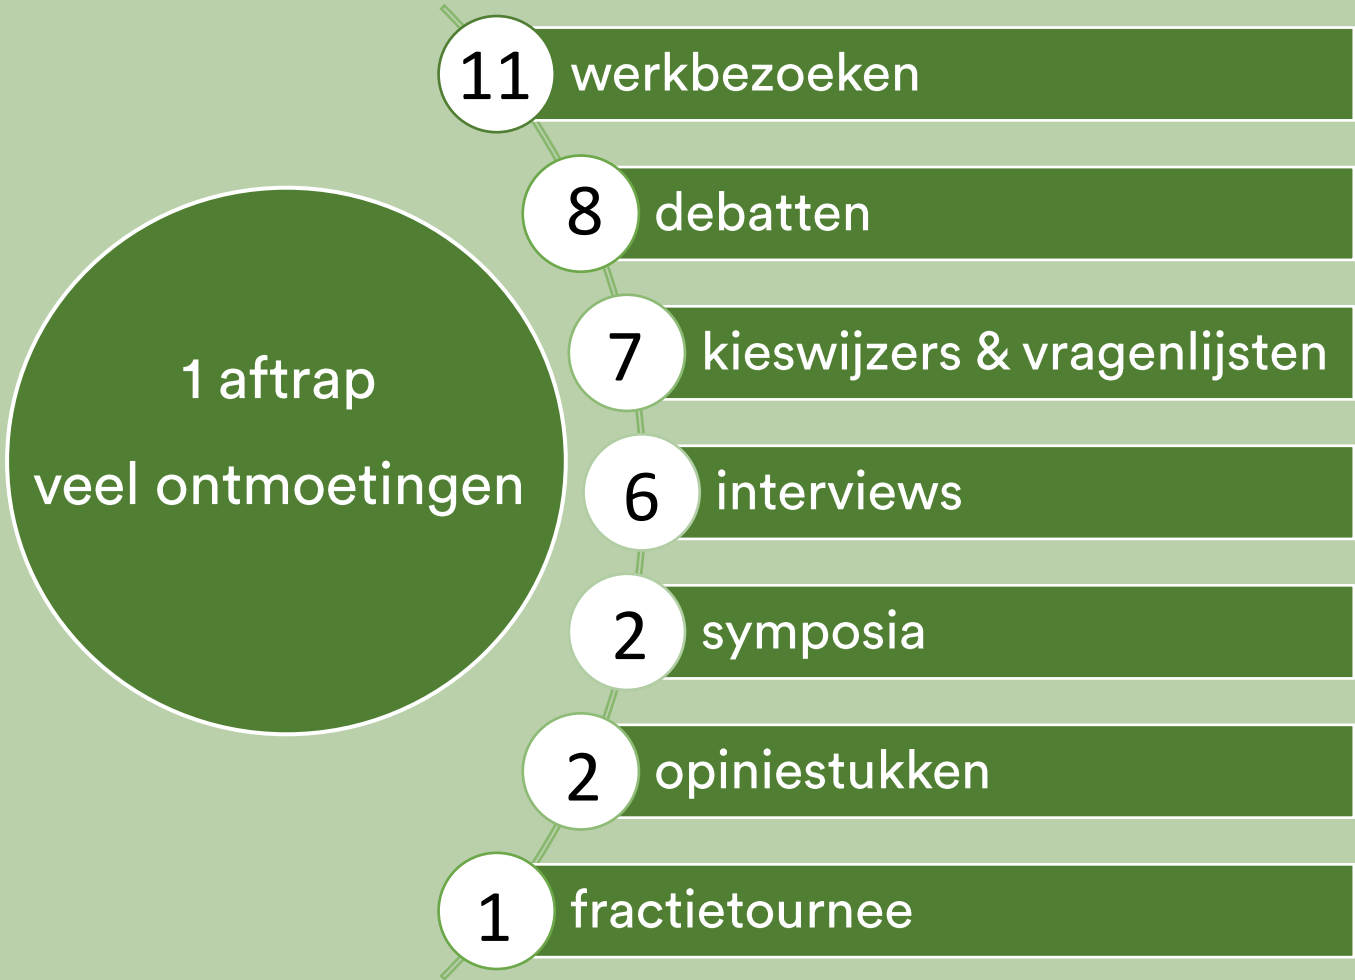 1 aftrap
veel ontmoetingen
11 werkbezoeken
8 debatten
7 kieswijzers & vragenlijsten
6 interviews
2 symposia
2 opiniestukken
1 fractietournee